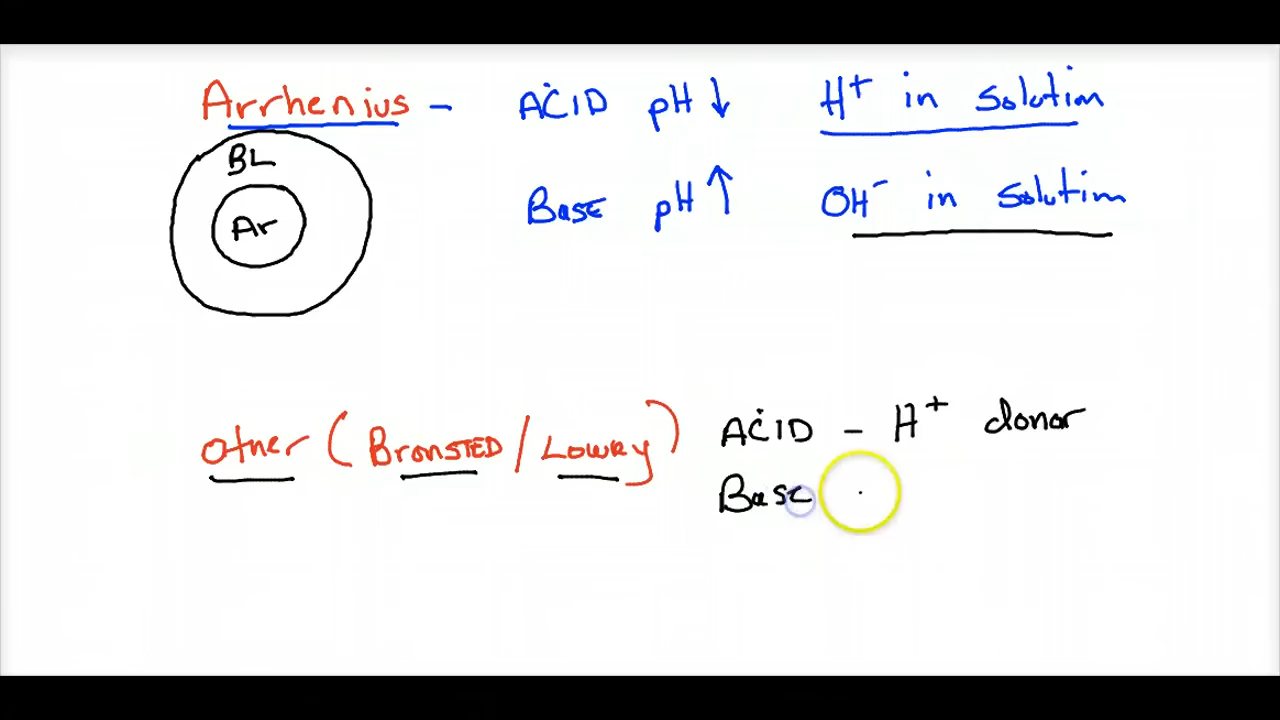 Arrhenius - ACID pH ↓ H⁺ in solution
BL
Base pH ↑ OH⁻ in solution
Ar
Other (Bronsted / Lowry) ACID - H⁺ donor
Base